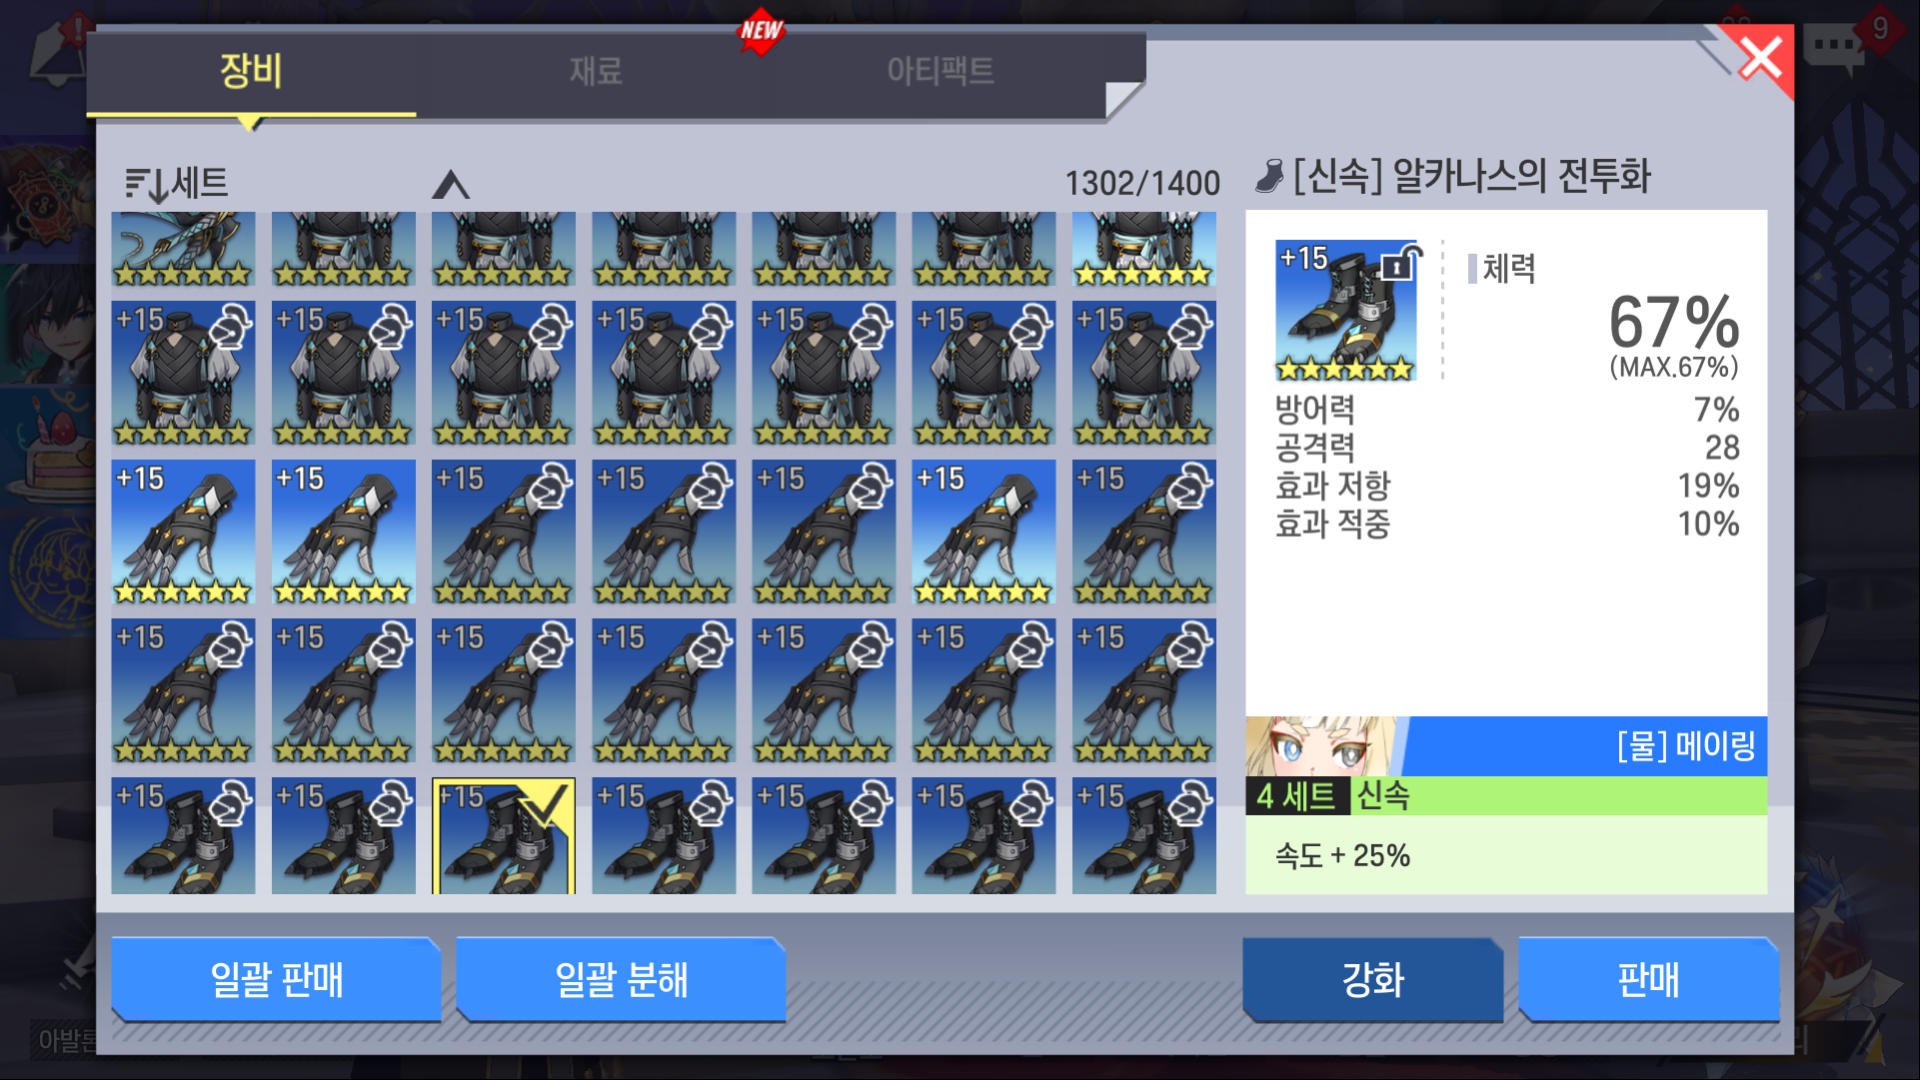 NEW
!
9
장비
재료
아티팩트
세트
1302/1400
[신속] 알카나스의 전투화
+15
체력
67%
(MAX.67%)
방어력 7%
공격력 28
효과 저항 19%
효과 적중 10%
+15 +15 +15 +15 +15 +15 +15
+15 +15 +15 +15 +15 +15 +15
+15 +15 +15 +15 +15 +15 +15
+15 +15 +15 +15 +15 +15 +15
[물] 메이링
4 세트 신속
속도 + 25%
일괄 판매
일괄 분해
강화
판매
아발론